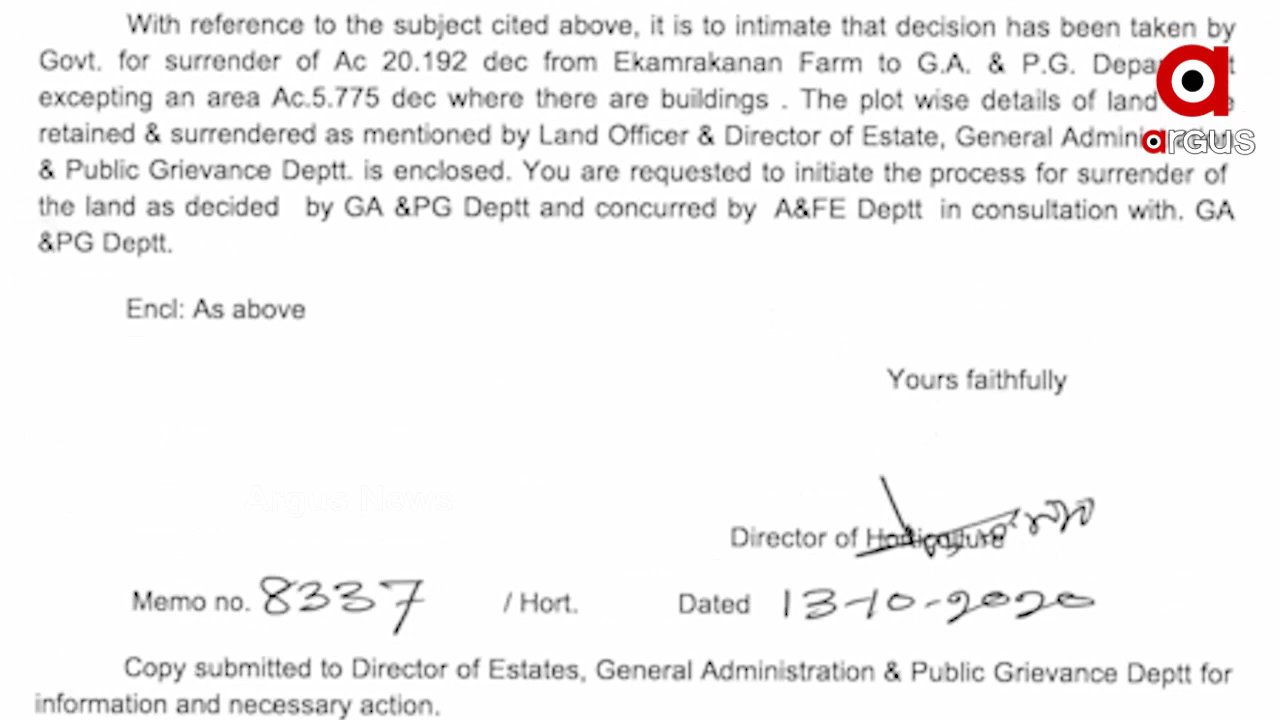 With reference to the subject cited above, it is to intimate that decision has been taken by
Govt. for surrender of Ac 20.192 dec from Ekamrakanan Farm to G.A. & P.G.
excepting an area Ac.5.775 dec where there are buildings . The plot wise details of land
retained & surrendered as mentioned by Land Officer & Director of Estate, General
& Public Grievance Deptt. is enclosed. You are requested to initiate the process for surrender of
the land as decided by GA &PG Deptt and concurred by A&FE Deptt in consultation with. GA
&PG Deptt.
Encl: As above
Yours faithfully
Argus News
Director of Horticulture
Memo no. 8337 / Hort. Dated 13-10-2020
Copy submitted to Director of Estates, General Administration & Public Grievance Deptt for
information and necessary action.
a
argus